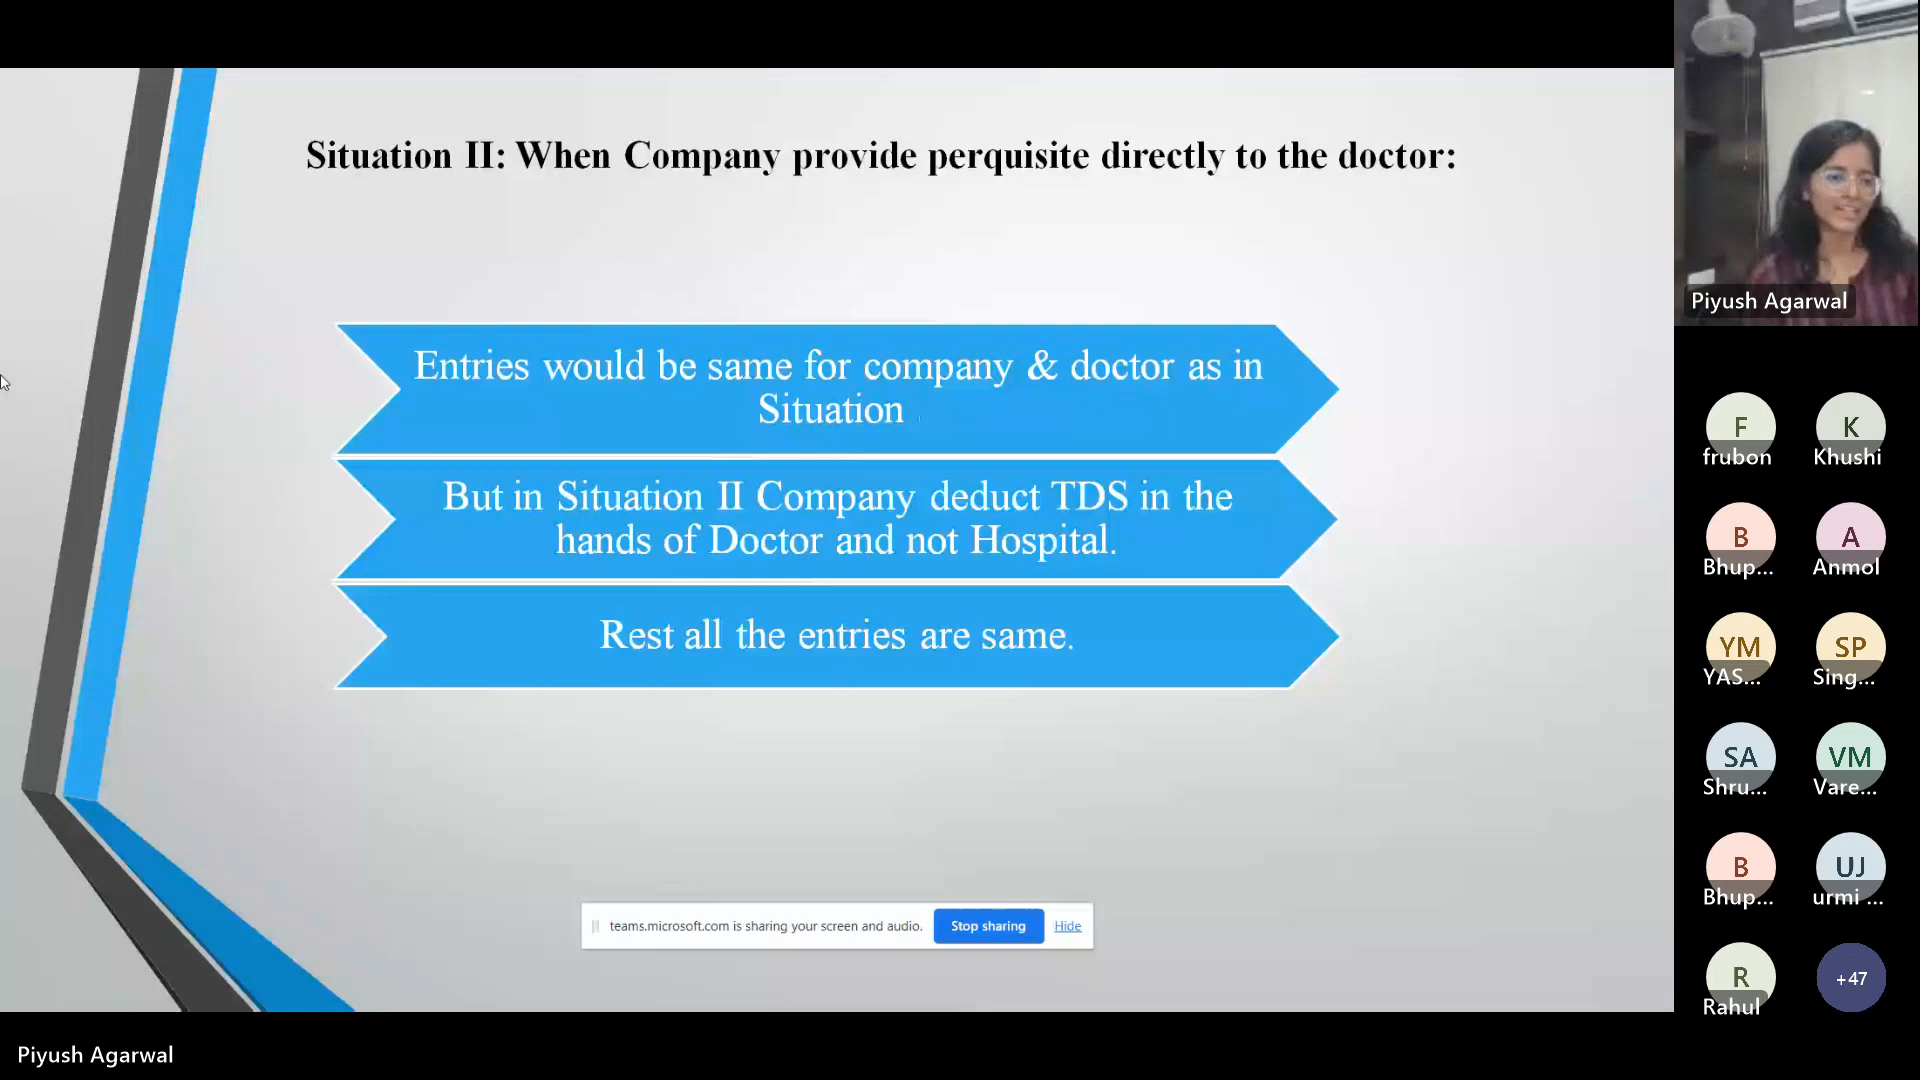 Situation II: When Company provide perquisite directly to the doctor:
Entries would be same for company & doctor as in
Situation
But in Situation II Company deduct TDS in the
hands of Doctor and not Hospital.
Rest all the entries are same.
teams.microsoft.com is sharing your screen and audio.
Stop sharing
Hide
Piyush Agarwal
Piyush Agarwal
F
frubon
K
Khushi
B
Bhup...
A
Anmol
YM
YAS...
SP
Sing...
SA
Shru...
VM
Vare...
B
Bhup...
UJ
urmi ...
R
Rahul
+47